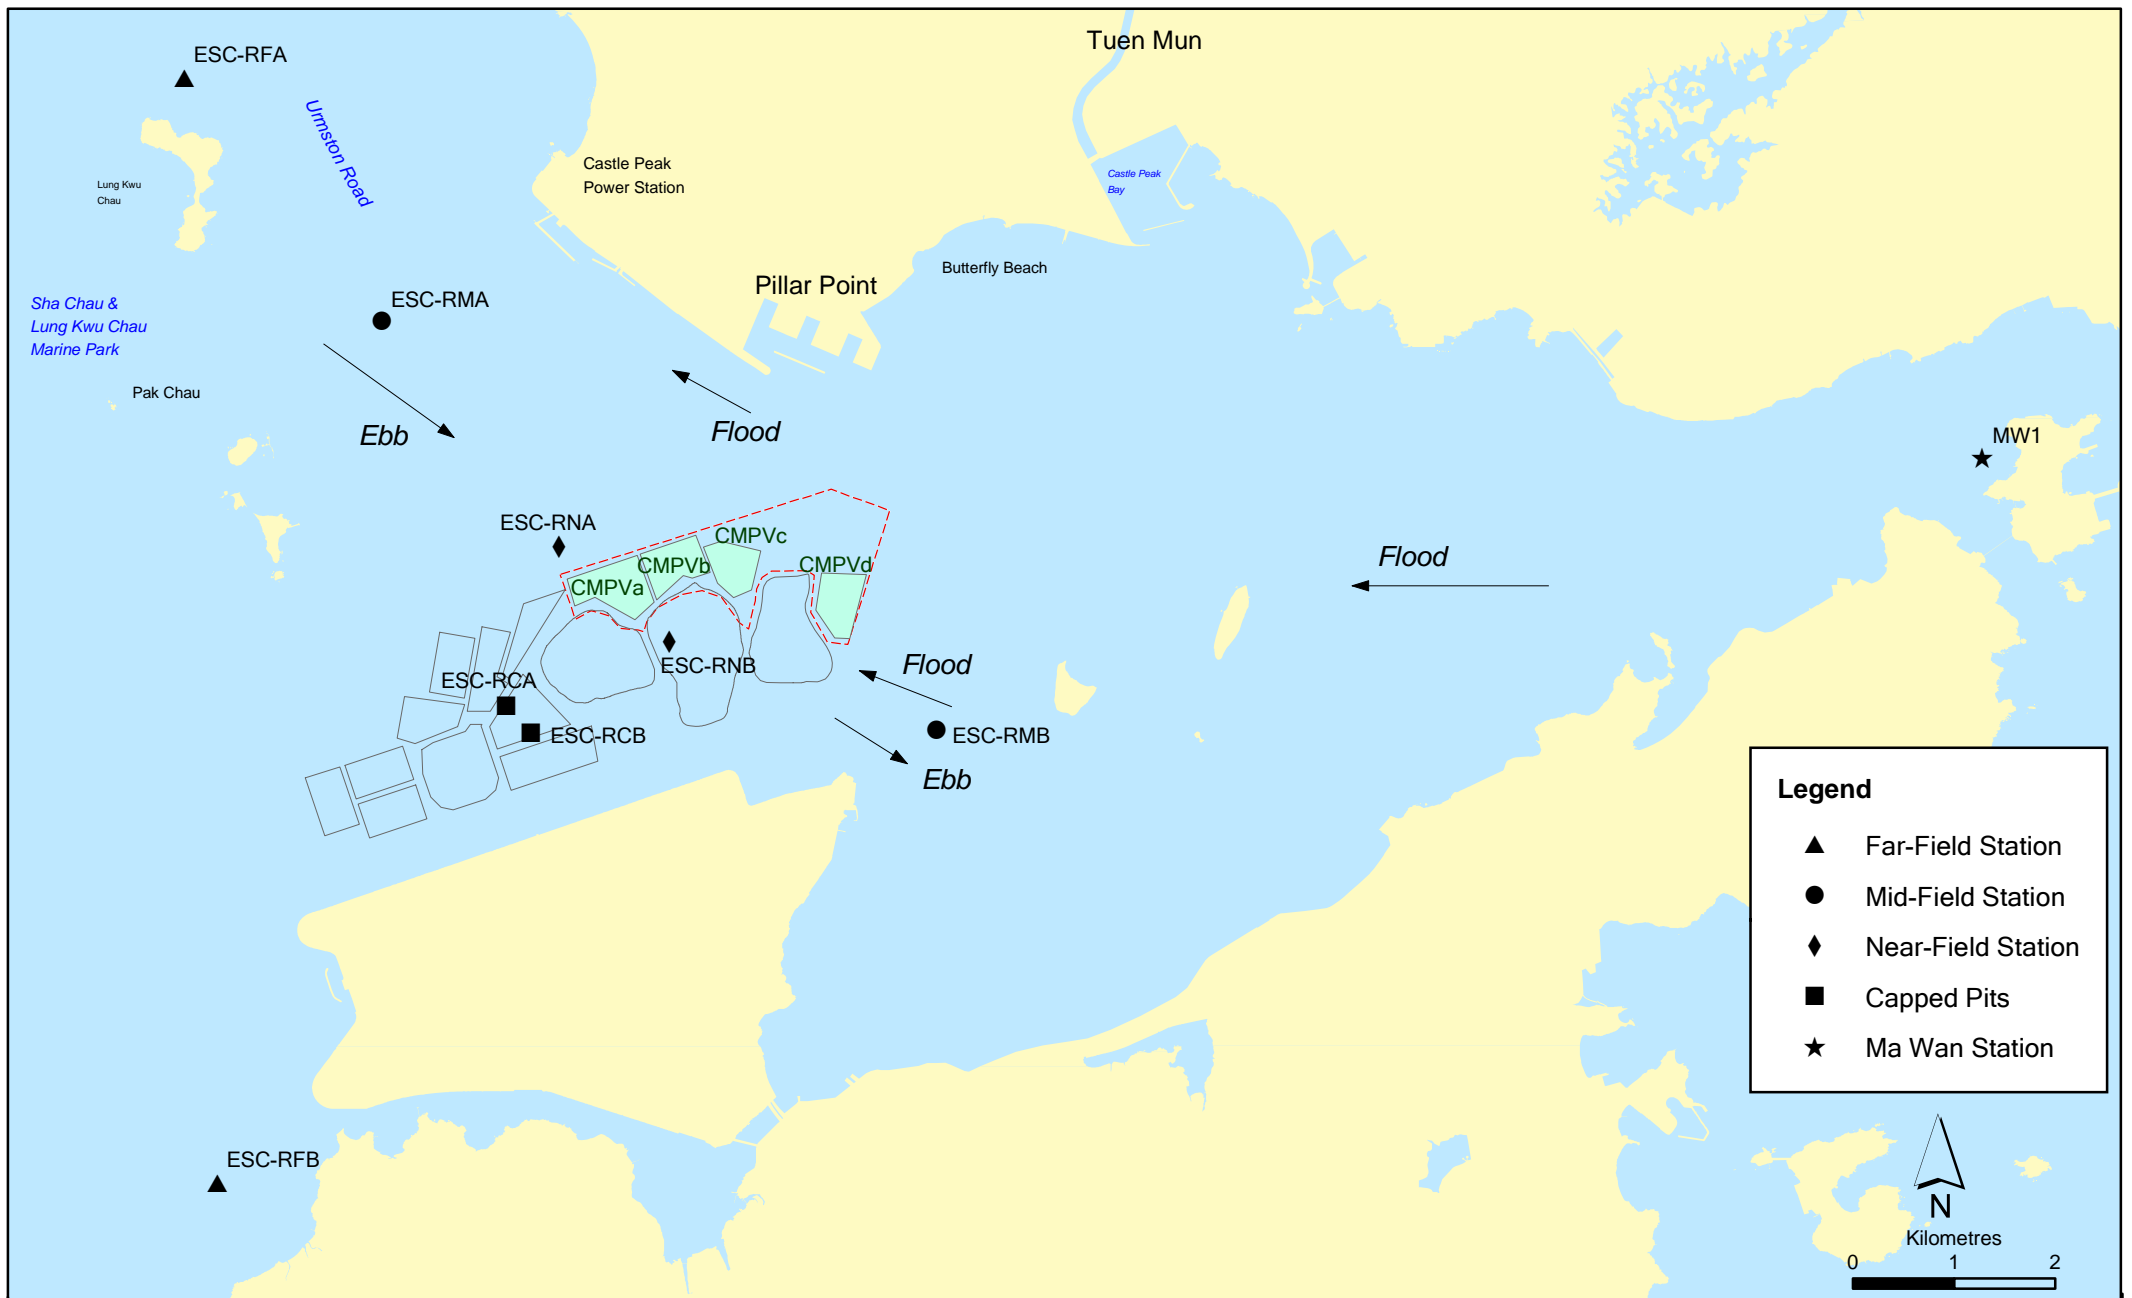 Tuen Mun
ESC-RFA
Urmston Road
Castle Peak
Power Station
Castle Peak
Bay
Lung Kwu
Chau
Butterfly Beach
Pillar Point
ESC-RMA
Sha Chau &
Lung Kwu Chau
Marine Park
Pak Chau
Ebb
Flood
MW1
ESC-RNA
CMPVc
CMPVb
CMPVd
CMPVa
Flood
ESC-RNB
Flood
ESC-RCA
ESC-RCB
ESC-RMB
Ebb
Legend
Far-Field Station
Mid-Field Station
Near-Field Station
Capped Pits
Ma Wan Station
ESC-RFB
N
Kilometres
0 1 2